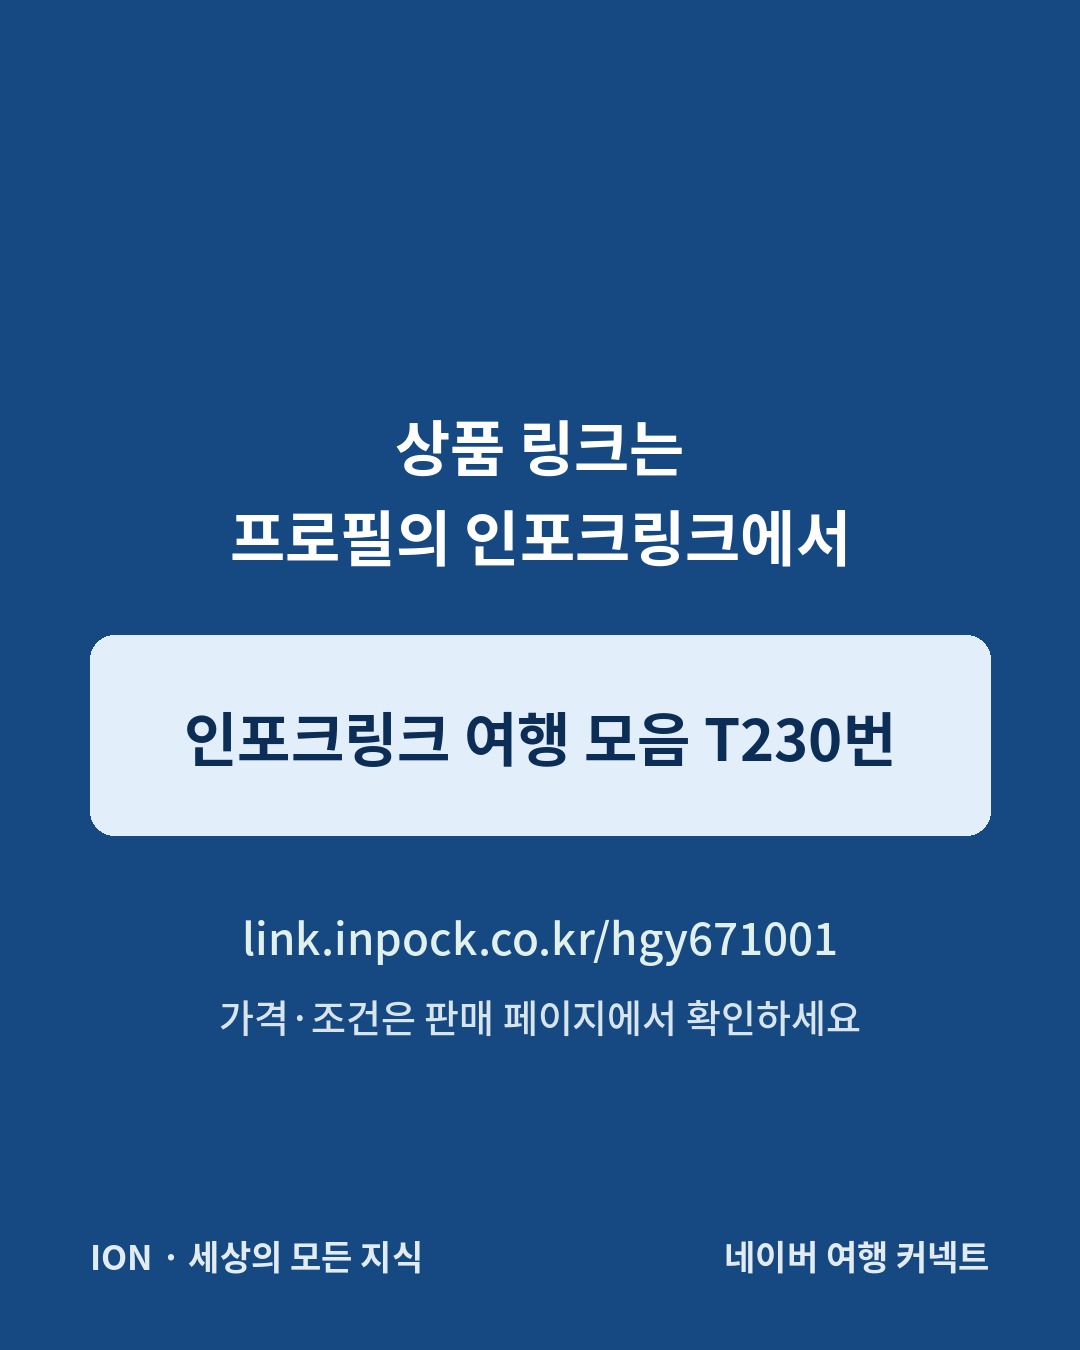 상품 링크는
프로필의 인포크링크에서
인포크링크 여행 모음 T230번
link.inpock.co.kr/hgy671001
가격·조건은 판매 페이지에서 확인하세요
ION · 세상의 모든 지식
네이버 여행 커넥트